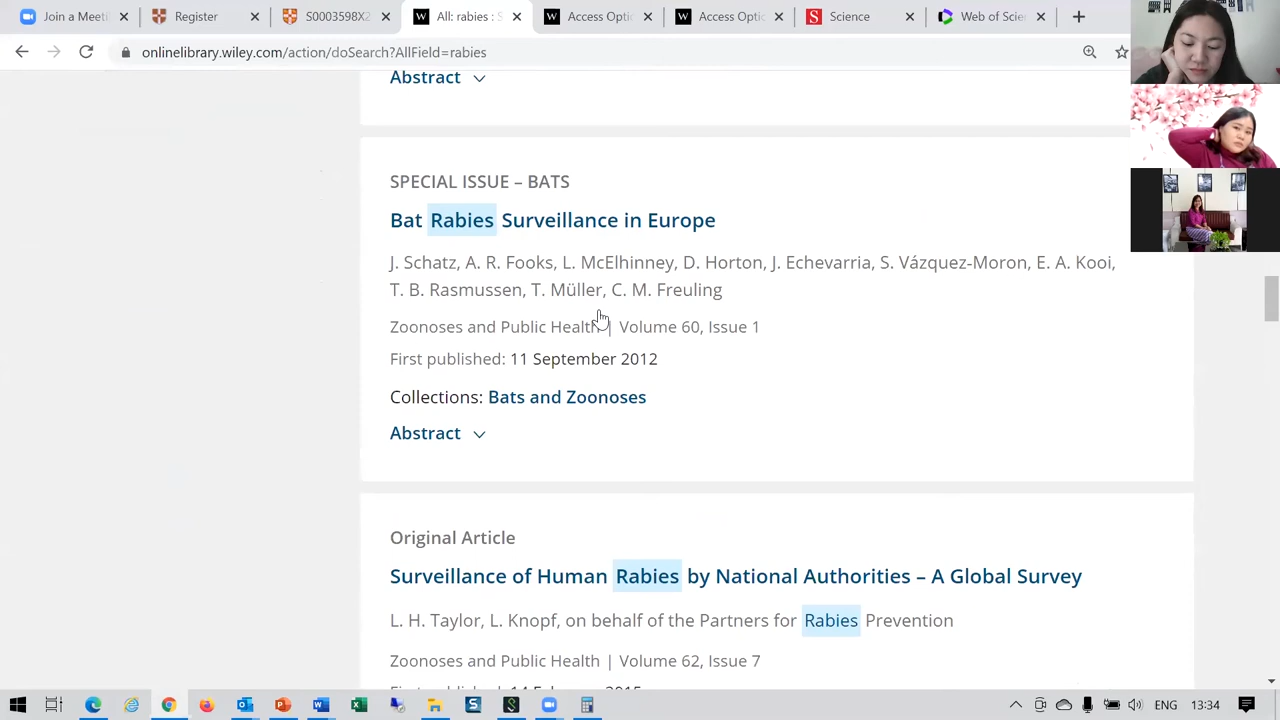 Join a Meeti
Register
S0003598X2
All: rabies : S
Access Optic
Access Optic
Science
Web of Scie
onlinelibrary.wiley.com/action/doSearch?AllField=rabies
Abstract
SPECIAL ISSUE – BATS
Bat Rabies Surveillance in Europe
J. Schatz, A. R. Fooks, L. McElhinney, D. Horton, J. Echevarria, S. Vázquez-Moron, E. A. Kooi,
T. B. Rasmussen, T. Müller, C. M. Freuling
Zoonoses and Public Health | Volume 60, Issue 1
First published: 11 September 2012
Collections: Bats and Zoonoses
Abstract
Original Article
Surveillance of Human Rabies by National Authorities – A Global Survey
L. H. Taylor, L. Knopf, on behalf of the Partners for Rabies Prevention
Zoonoses and Public Health | Volume 62, Issue 7
ENG
13:34